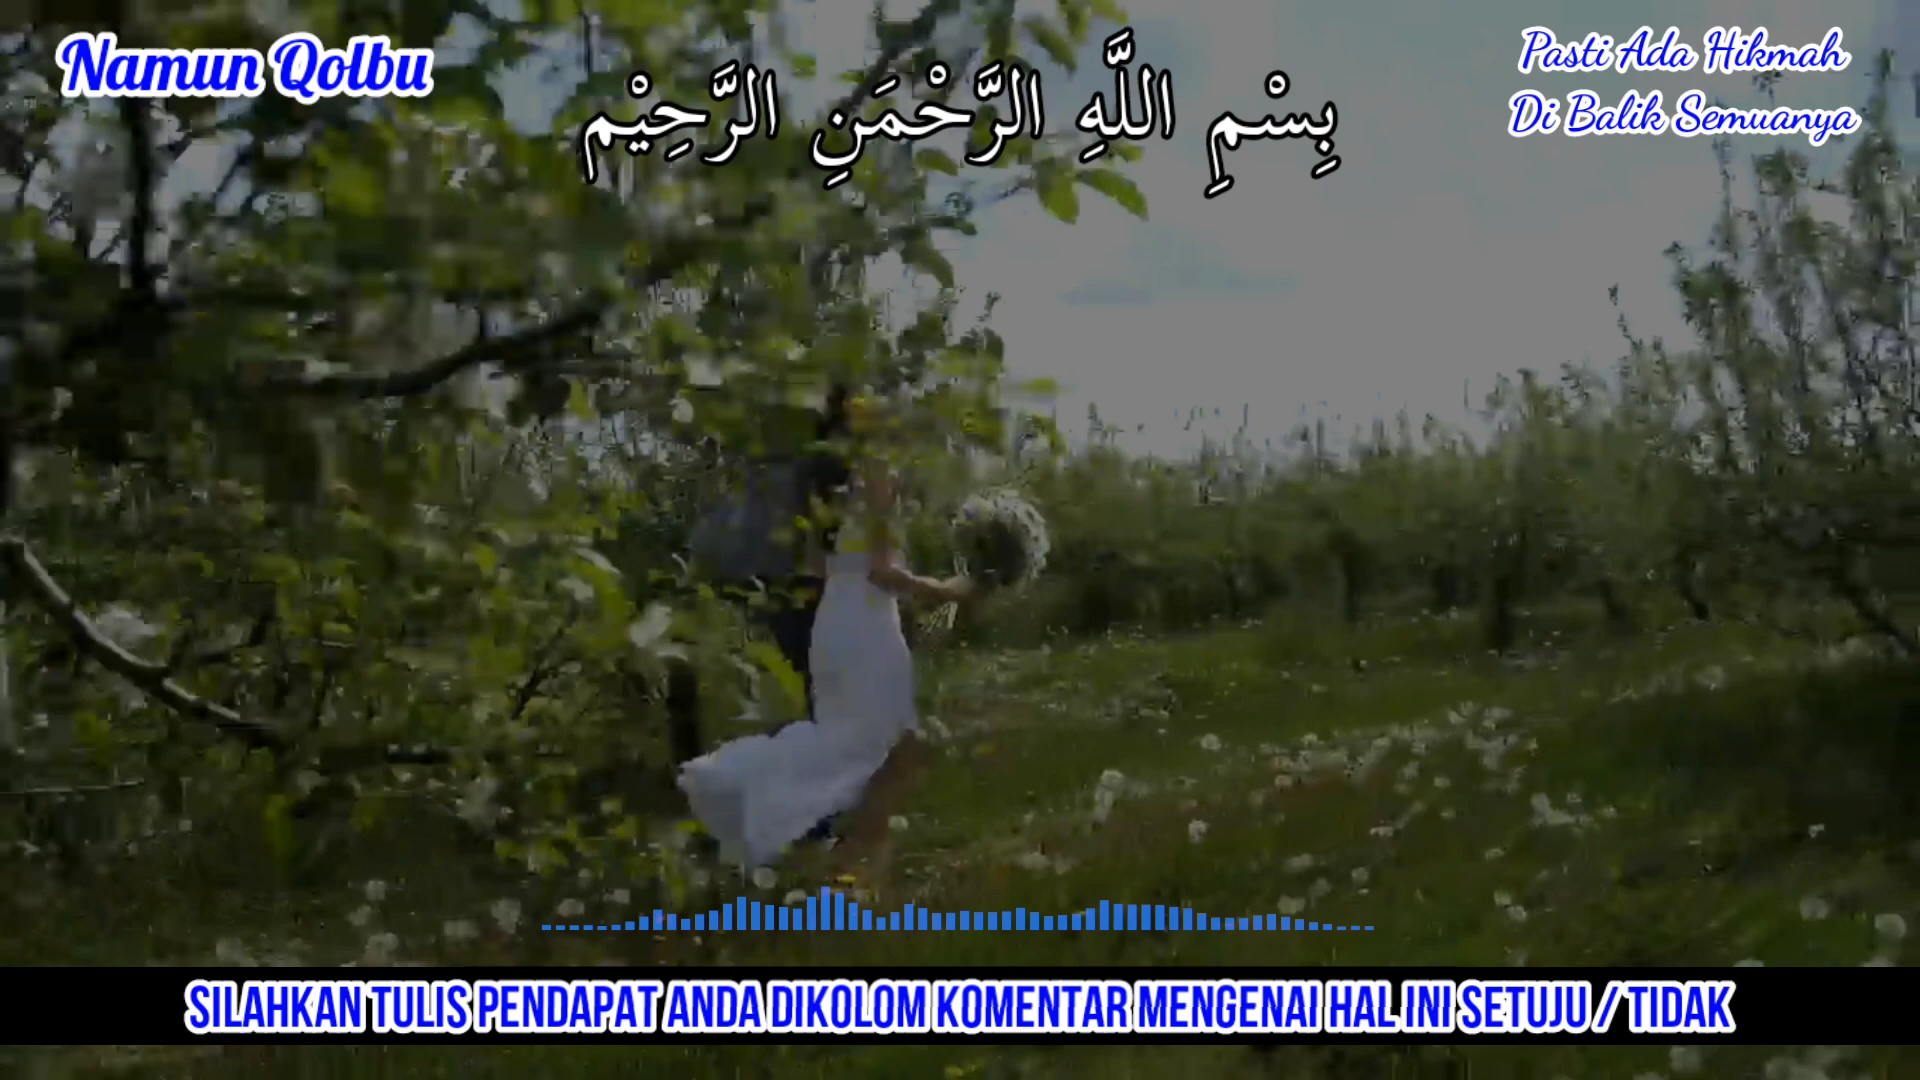 Namun Qolbu
بِسْمِ اللَّهِ الرَّحْمَنِ الرَّحِيْم
Pasti Ada Hikmah
Di Balik Semuanya
SILAHKAN TULIS PENDAPAT ANDA DIKOLOM KOMENTAR MENGENAI HAL INI SETUJU / TIDAK